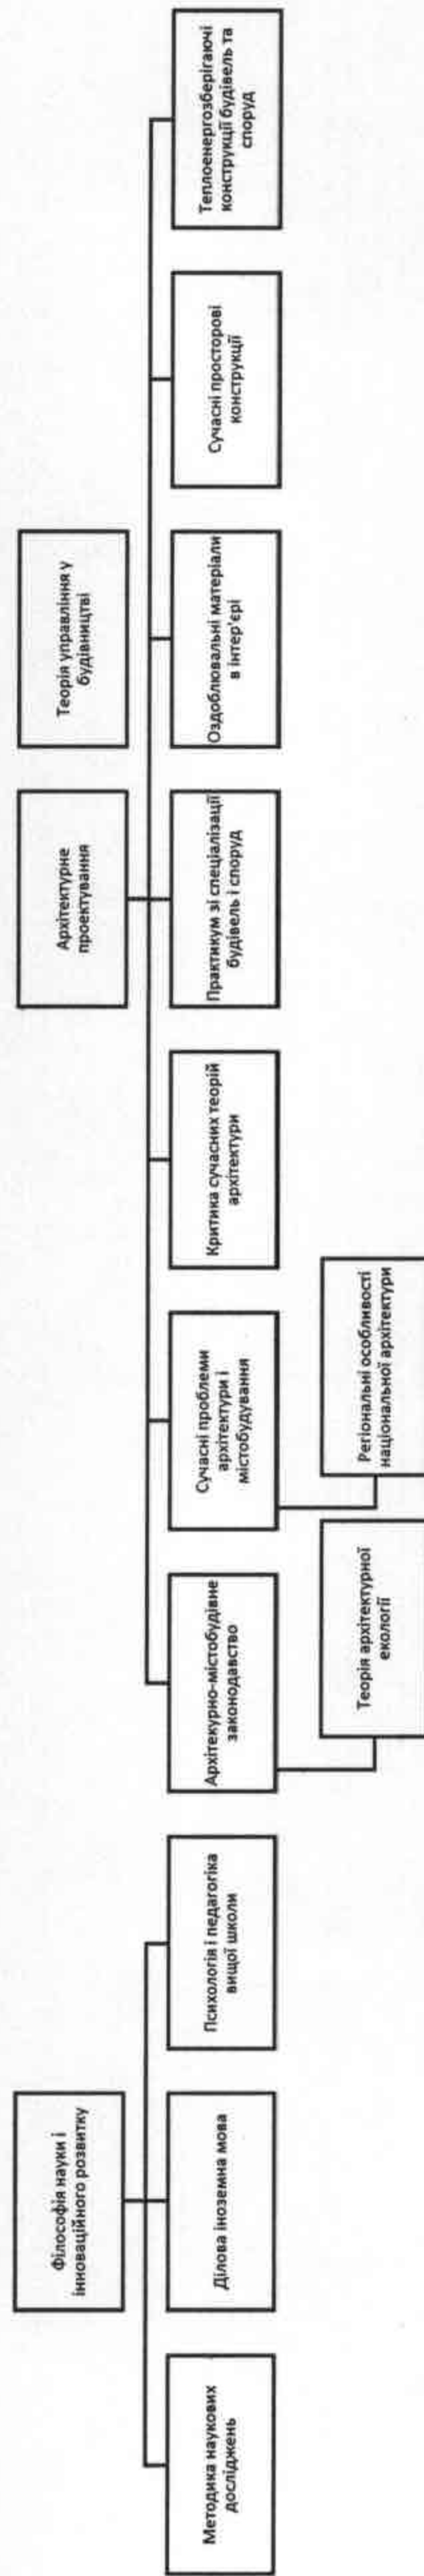 Філософія науки і
інноваційного розвитку
Методика наукових
досліджень
Ділова іноземна мова
Психологія і педагогіка
вищої школи
Архітектурне
проектування
Теорія управління у
будівництві
Архітекурно-містобудівне
законодавство
Сучасні проблеми
архітектури і
містобудування
Критика сучасних теорій
архітектури
Практикум зі спеціалізації
будівель і споруд
Оздоблювальні матеріали
в інтер'єрі
Сучасні просторові
конструкції
Теплоенергозберігаючі
конструкції будівель та
споруд
Теорія архітектурної
екології
Регіональні особливості
національної архітектури